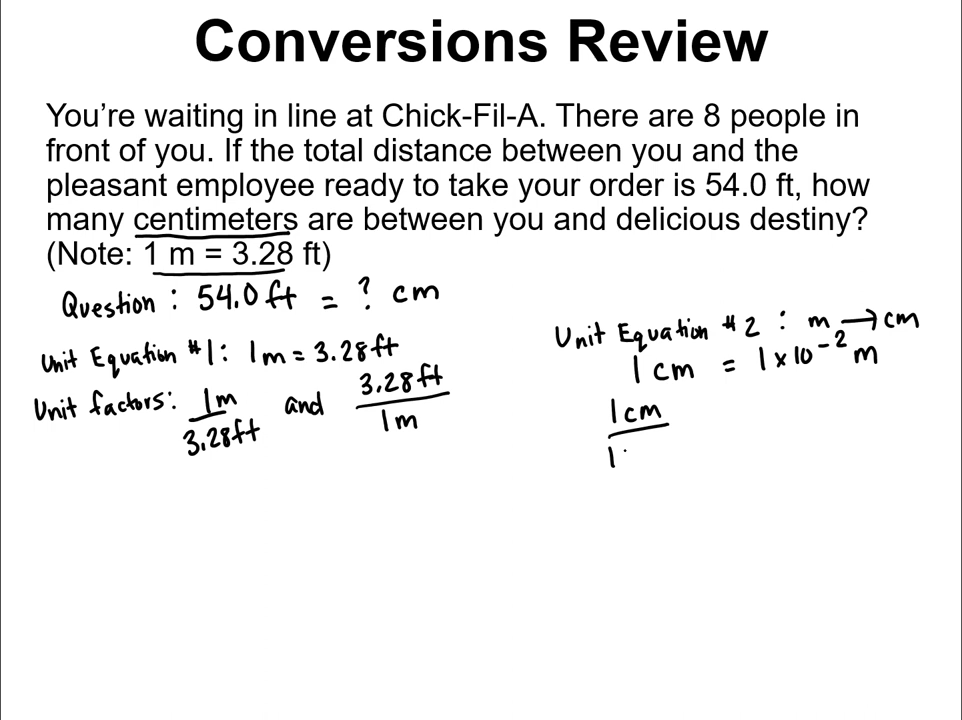 Conversions Review
You're waiting in line at Chick-Fil-A. There are 8 people in
front of you. If the total distance between you and the
pleasant employee ready to take your order is 54.0 ft, how
many centimeters are between you and delicious destiny?
(Note: 1 m = 3.28 ft)
Question : 54.0 ft = ? cm
Unit Equation #1: 1m = 3.28 ft
Unit factors: 1m / 3.28ft and 3.28 ft / 1m
Unit Equation #2 : m → cm
1 cm = 1 x 10⁻² m
1 cm
1